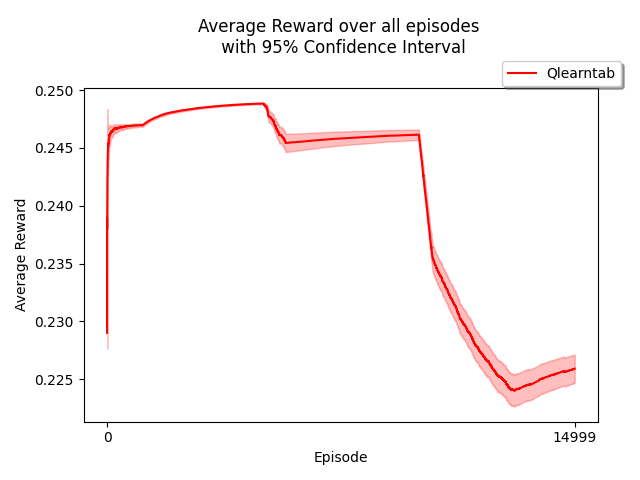 Average Reward over all episodes
with 95% Confidence Interval
Qlearntab
0.250
0.245
0.240
0.235
0.230
0.225
Average Reward
0 14999
Episode